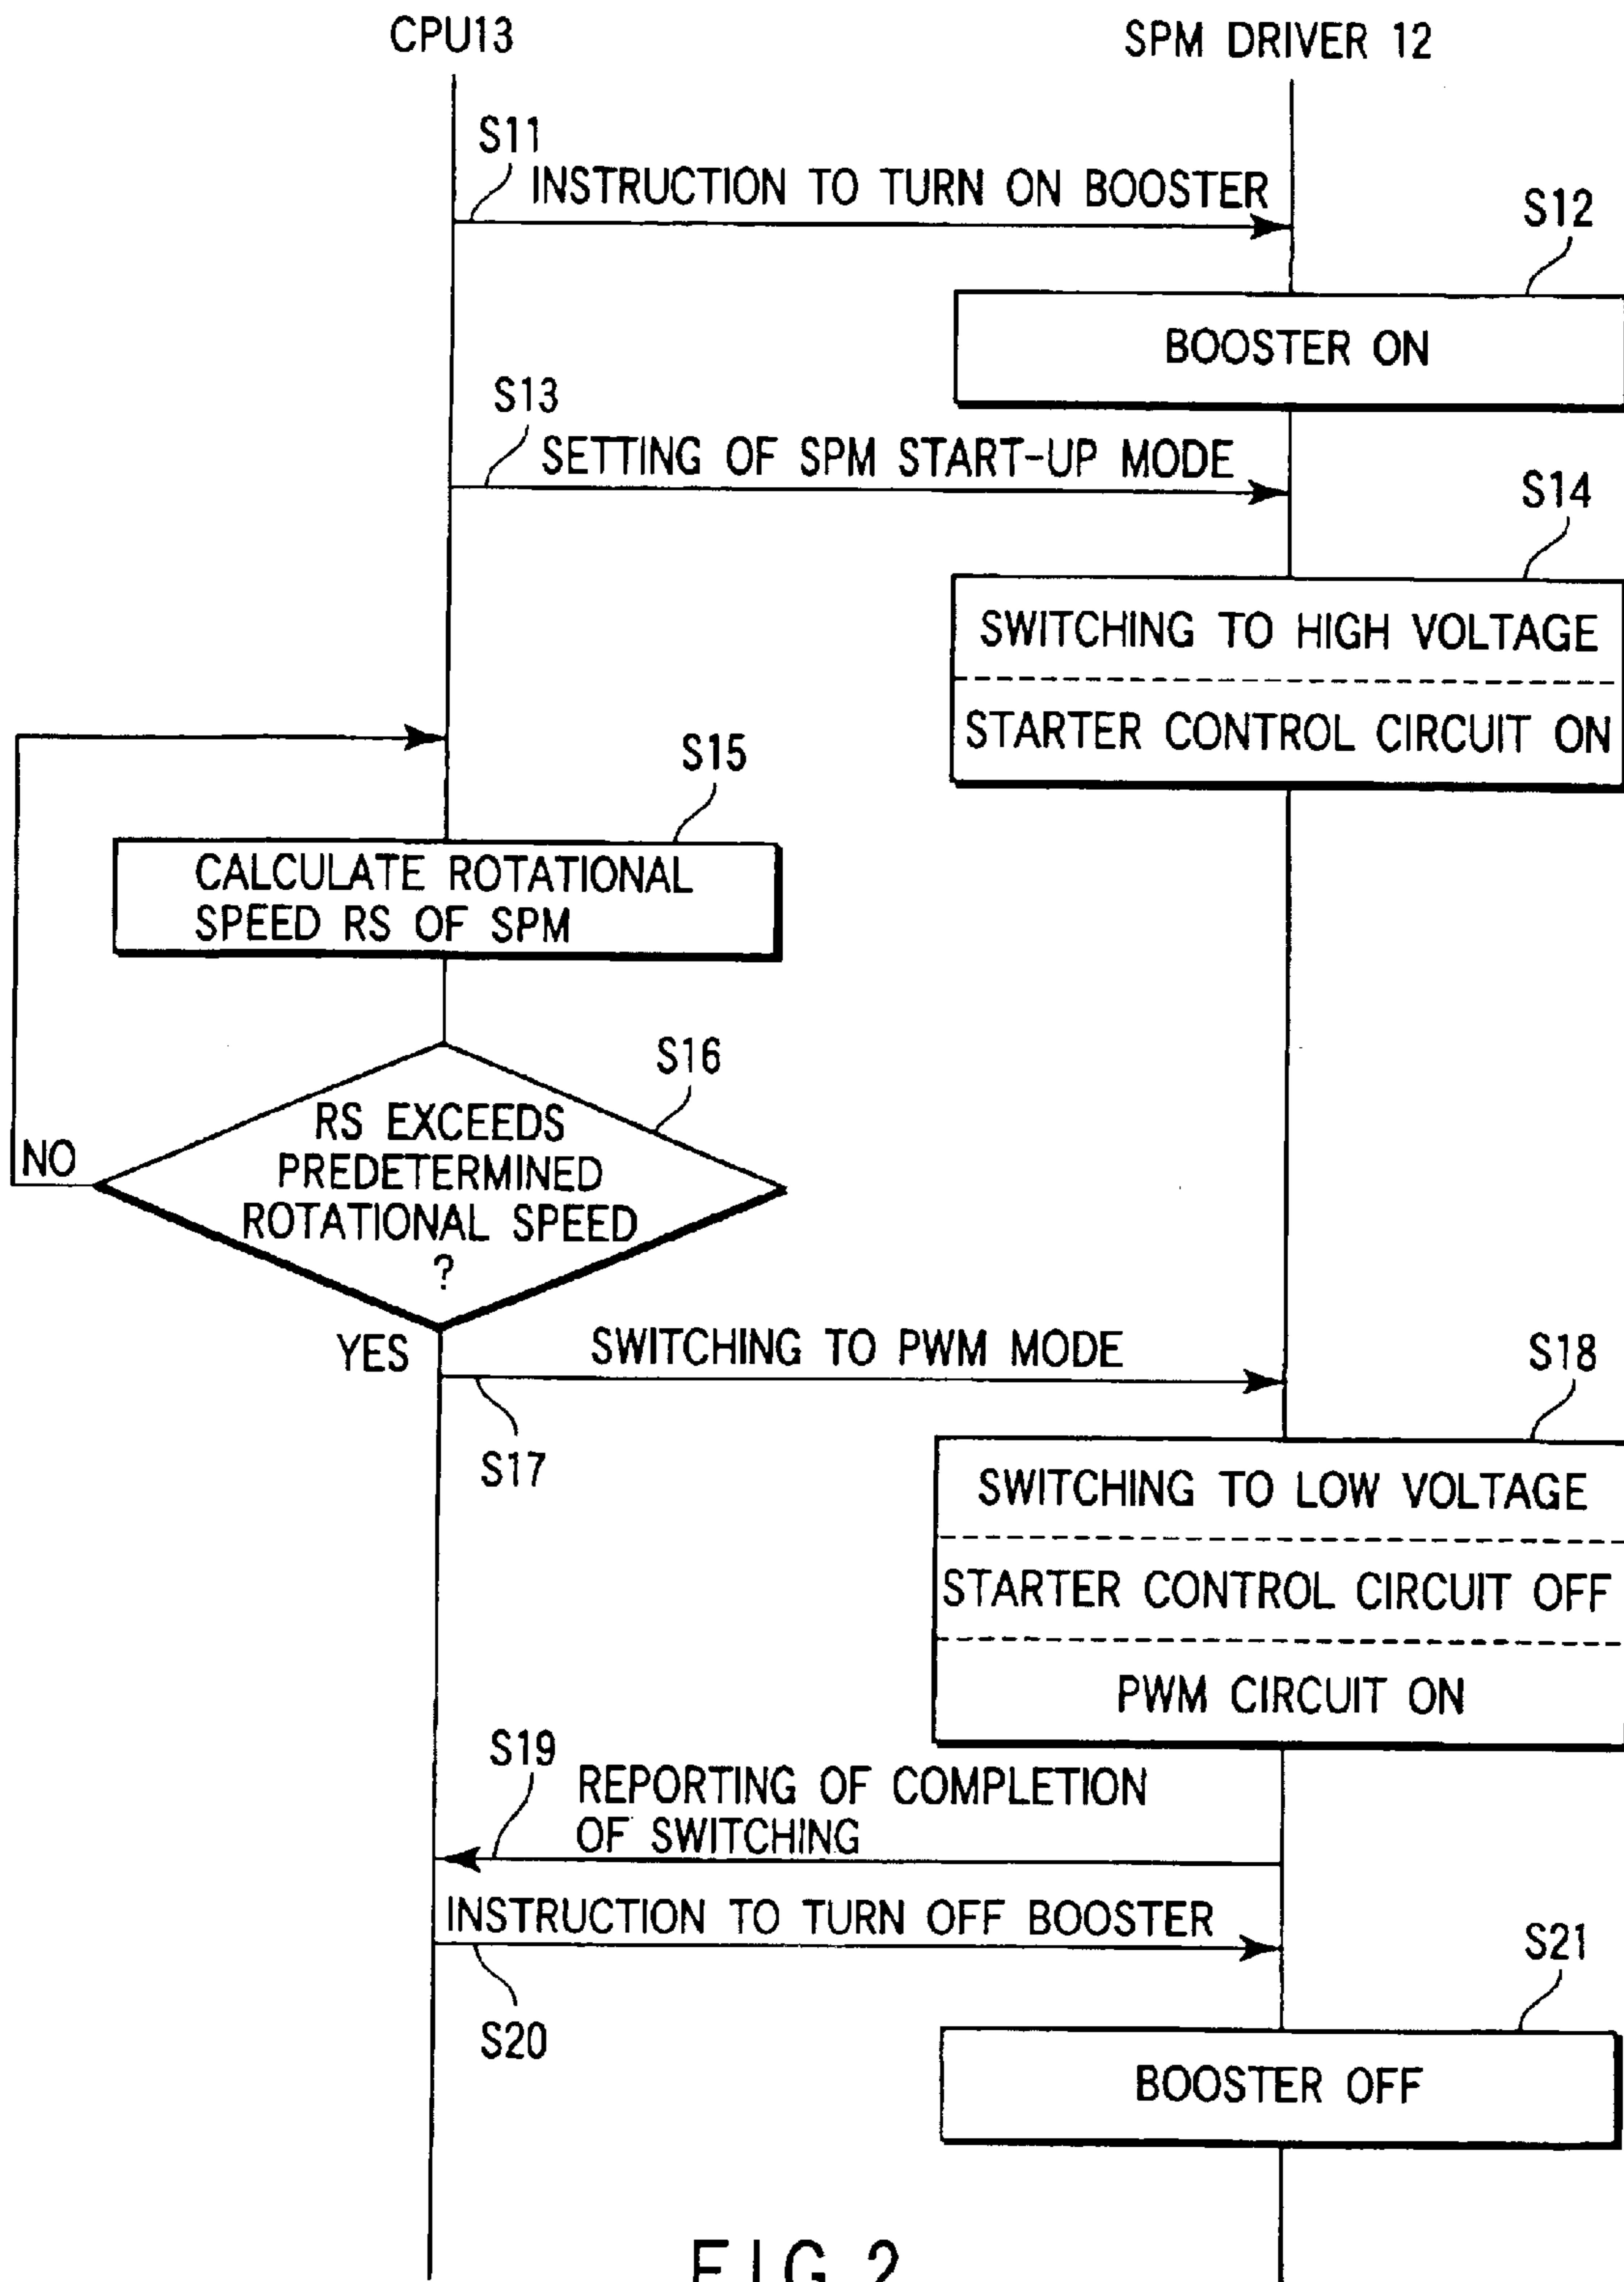 CPU13
SPM DRIVER 12
S11
INSTRUCTION TO TURN ON BOOSTER
S12
BOOSTER ON
S13
SETTING OF SPM START-UP MODE
S14
SWITCHING TO HIGH VOLTAGE
STARTER CONTROL CIRCUIT ON
S15
CALCULATE ROTATIONAL
SPEED RS OF SPM
S16
RS EXCEEDS
PREDETERMINED
ROTATIONAL SPEED
?
NO
YES
SWITCHING TO PWM MODE
S17
S18
SWITCHING TO LOW VOLTAGE
STARTER CONTROL CIRCUIT OFF
PWM CIRCUIT ON
S19
REPORTING OF COMPLETION
OF SWITCHING
INSTRUCTION TO TURN OFF BOOSTER
S20
S21
BOOSTER OFF
FIG. 2